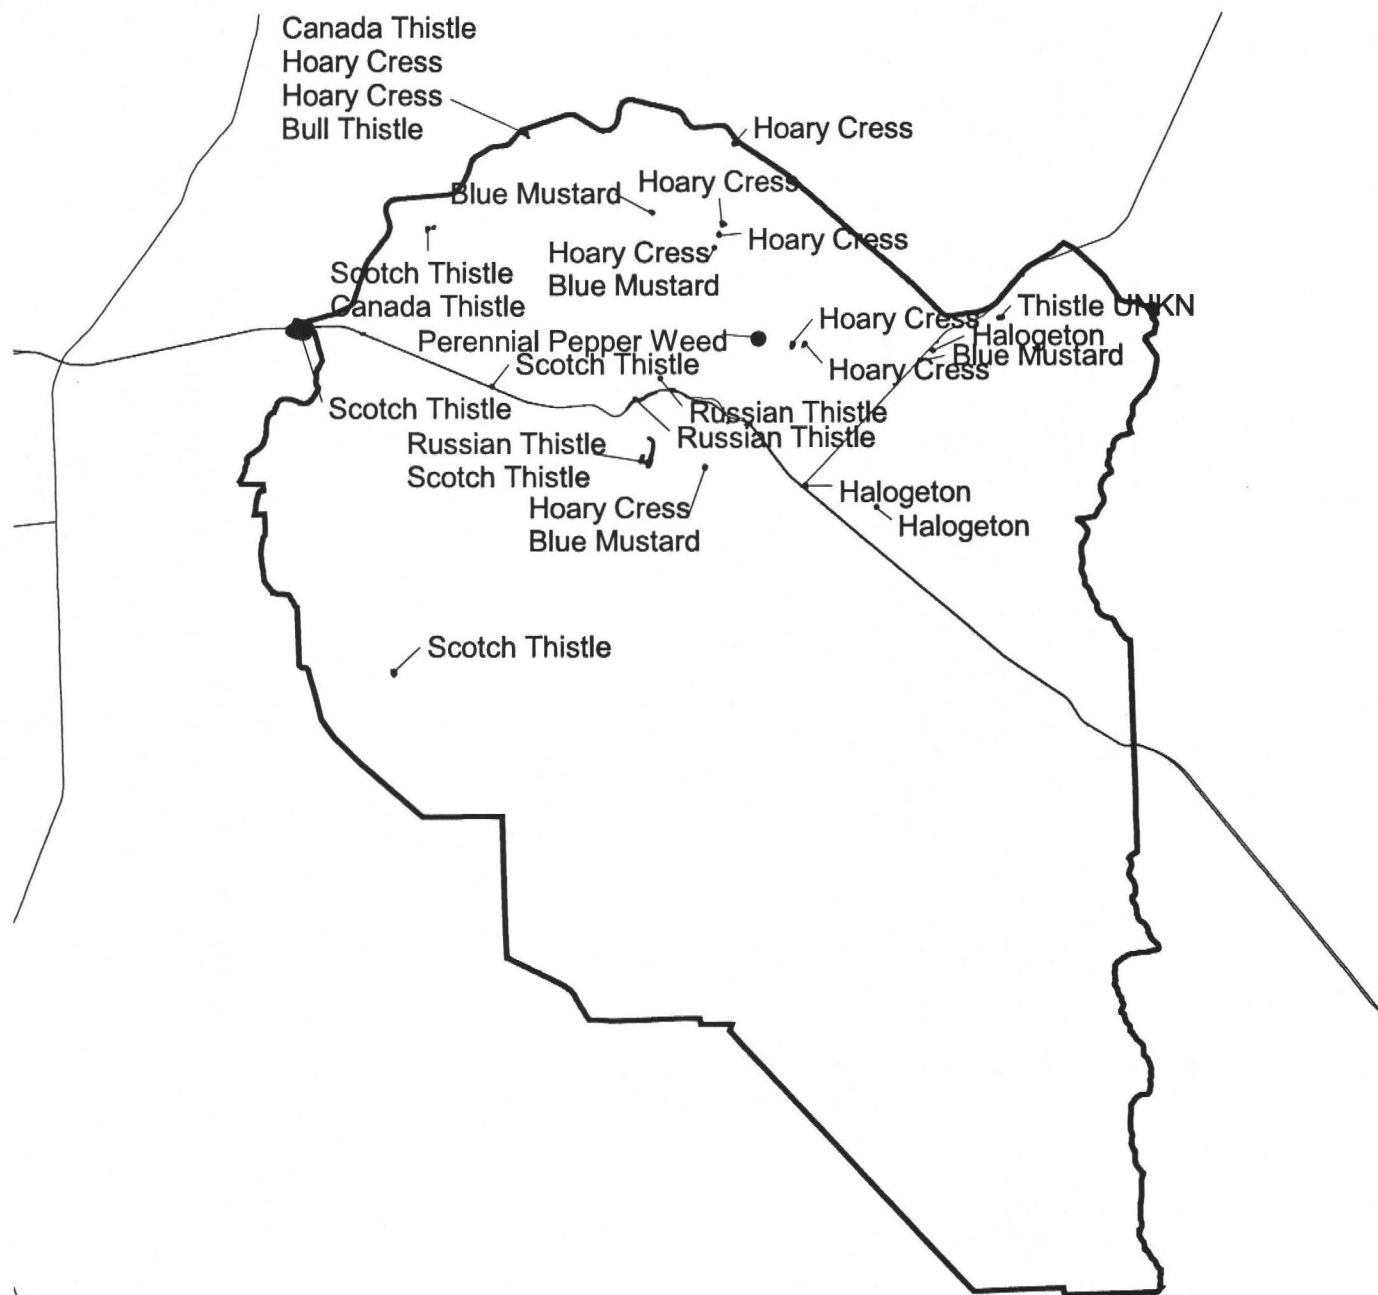 Canada Thistle
Hoary Cress
Hoary Cress
Bull Thistle
Hoary Cress
Hoary Cress
Blue Mustard
Hoary Cress
Hoary Cress
Blue Mustard
Scotch Thistle
Canada Thistle
Thistle UNKN
Hoary Cress
Halogeton
Perennial Pepper Weed
Blue Mustard
Scotch Thistle
Hoary Cress
Scotch Thistle
Russian Thistle
Russian Thistle
Russian Thistle
Scotch Thistle
Halogeton
Hoary Cress
Blue Mustard
Halogeton
Scotch Thistle